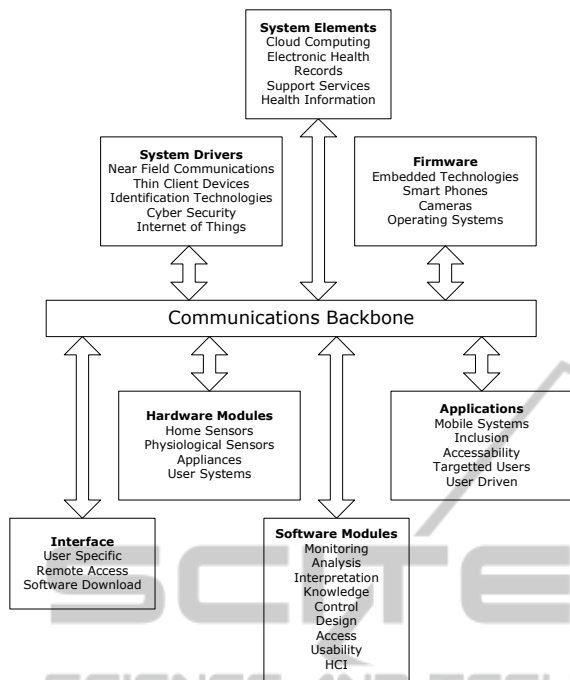 System Elements
Cloud Computing
Electronic Health
Records
Support Services
Health Information
System Drivers
Near Field Communications
Thin Client Devices
Identification Technologies
Cyber Security
Internet of Things
Firmware
Embedded Technologies
Smart Phones
Cameras
Operating Systems
Communications Backbone
Hardware Modules
Home Sensors
Physiological Sensors
Appliances
User Systems
Applications
Mobile Systems
Inclusion
Accessability
Targetted Users
User Driven
Interface
User Specific
Remote Access
Software Download
Software Modules
Monitoring
Analysis
Interpretation
Knowledge
Control
Design
Access
Usability
HCI